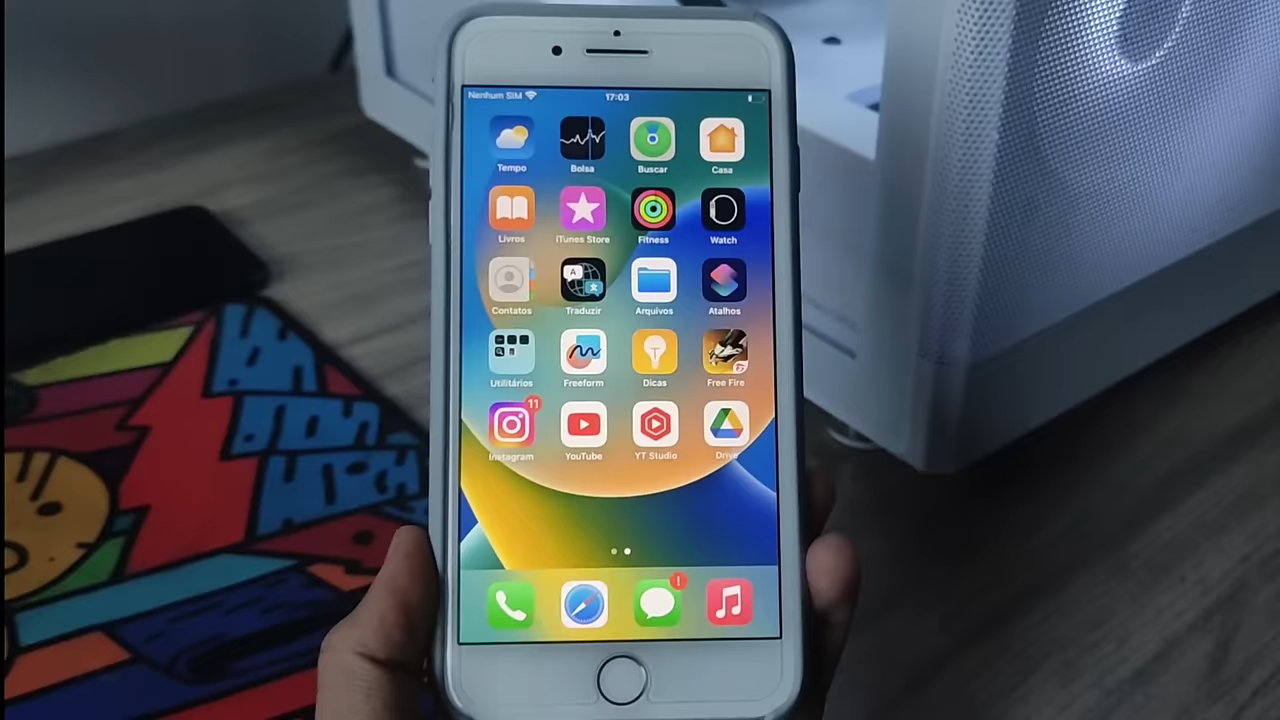 Nenhum SIM 17:03
Tempo Bolsa Buscar Casa
Livros iTunes Store Fitness Watch
Contatos Traduzir Arquivos Atalhos
Utilitários Freeform Dicas Free Fire
11
Instagram YouTube YT Studio Drive
!